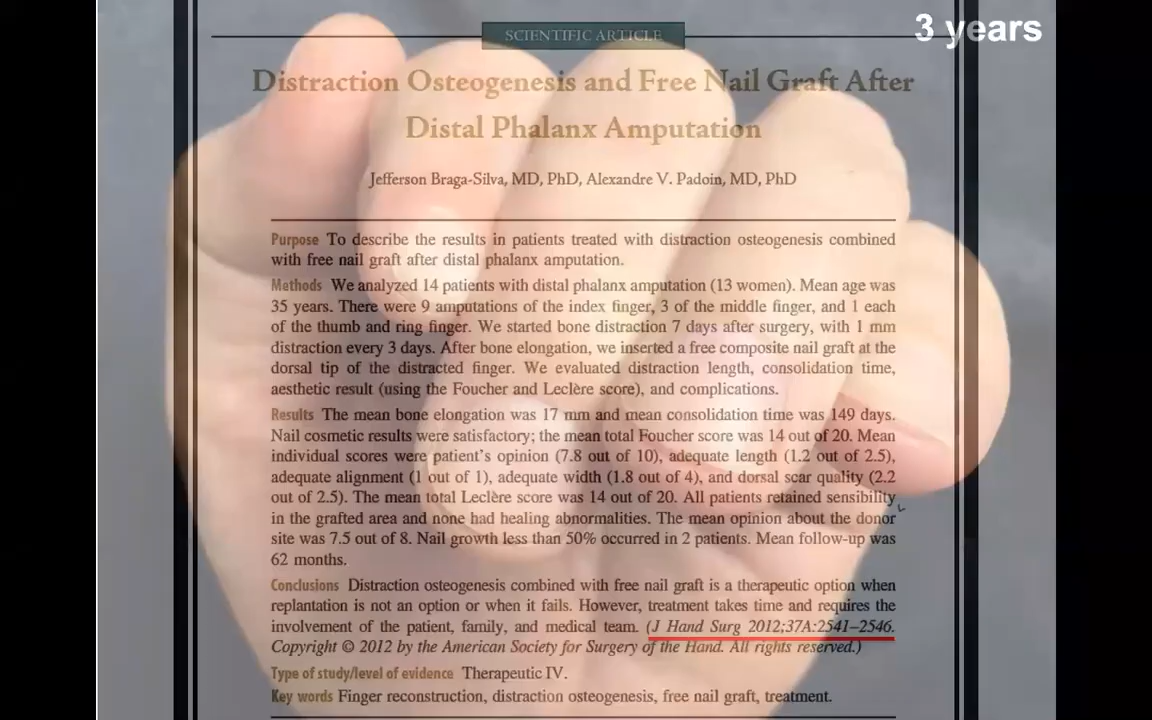 3 years
SCIENTIFIC ARTICLE
Distraction Osteogenesis and Free Nail Graft After
Distal Phalanx Amputation
Jefferson Braga-Silva, MD, PhD, Alexandre V. Padoin, MD, PhD
Purpose To describe the results in patients treated with distraction osteogenesis combined
with free nail graft after distal phalanx amputation.
Methods We analyzed 14 patients with distal phalanx amputation (13 women). Mean age was
35 years. There were 9 amputations of the index finger, 3 of the middle finger, and 1 each
of the thumb and ring finger. We started bone distraction 7 days after surgery, with 1 mm
distraction every 3 days. After bone elongation, we inserted a free composite nail graft at the
dorsal tip of the distracted finger. We evaluated distraction length, consolidation time,
aesthetic result (using the Foucher and Leclère score), and complications.
Results The mean bone elongation was 17 mm and mean consolidation time was 149 days.
Nail cosmetic results were satisfactory; the mean total Foucher score was 14 out of 20. Mean
individual scores were patient's opinion (7.8 out of 10), adequate length (1.2 out of 2.5),
adequate alignment (1 out of 1), adequate width (1.8 out of 4), and dorsal scar quality (2.2
out of 2.5). The mean total Leclère score was 14 out of 20. All patients retained sensibility
in the grafted area and none had healing abnormalities. The mean opinion about the donor
site was 7.5 out of 8. Nail growth less than 50% occurred in 2 patients. Mean follow-up was
62 months.
Conclusions Distraction osteogenesis combined with free nail graft is a therapeutic option when
replantation is not an option or when it fails. However, treatment takes time and requires the
involvement of the patient, family, and medical team. (J Hand Surg 2012;37A:2541–2546.
Copyright © 2012 by the American Society for Surgery of the Hand. All rights reserved.)
Type of study/level of evidence Therapeutic IV.
Key words Finger reconstruction, distraction osteogenesis, free nail graft, treatment.